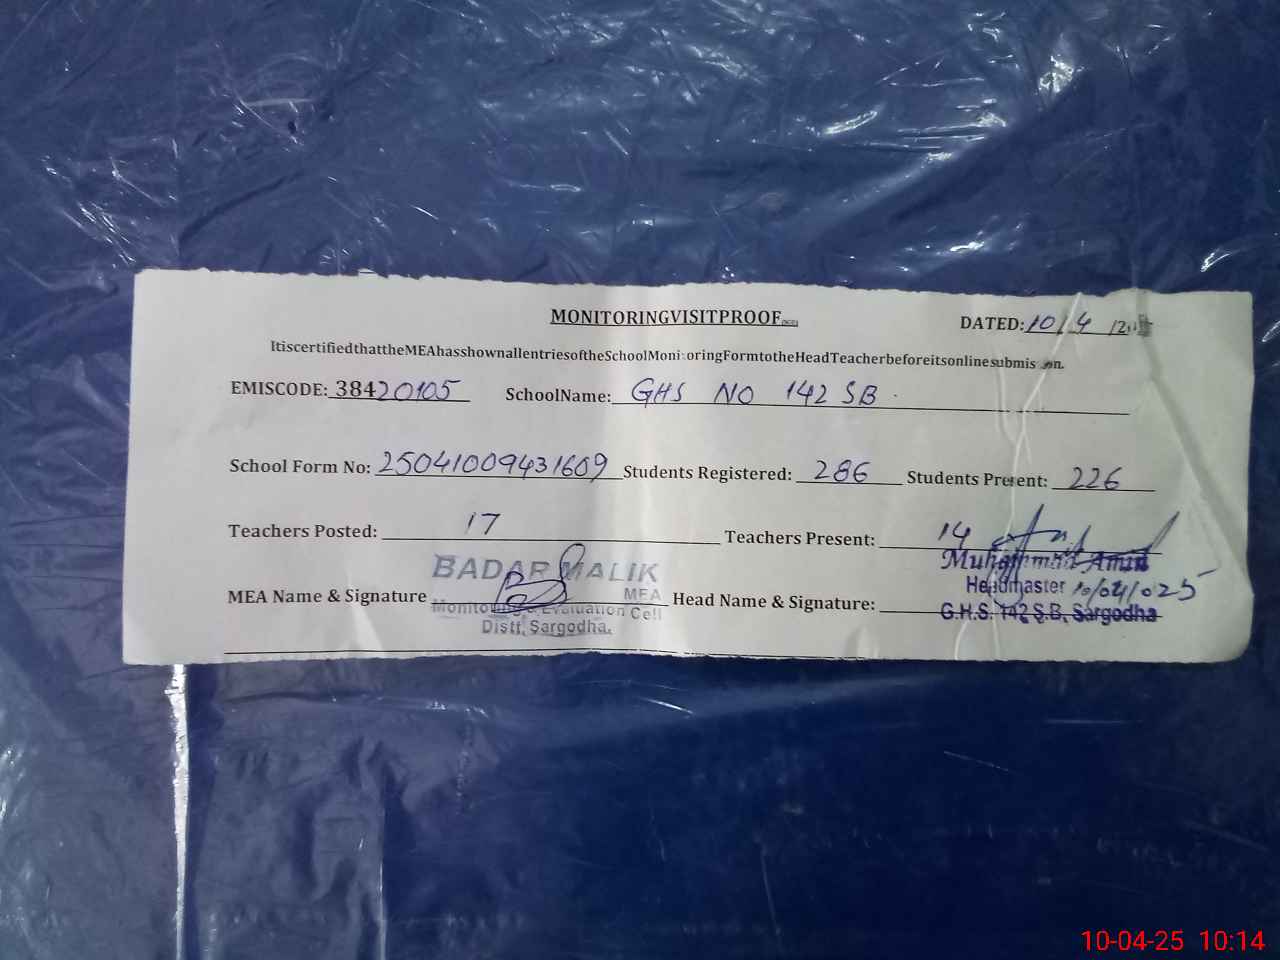 MONITORINGVISITPROOF
DATED: 10/4/20
ItiscertifiedthattheMEAhasshownallentriesoftheSchoolMonitoringFormtotheHeadTeacherbeforeitsonlinesubmission.
EMISCODE: 38420105 SchoolName: GHS NO 142 SB
School Form No: 25041009431609 Students Registered: 286 Students Present: 226
Teachers Posted: 17 Teachers Present: 14
BADAR MALIK
MEA
Monitoring & Evaluation Cell
Distt, Sargodha.
MEA Name & Signature Head Name & Signature:
Muhammad Amin
Headmaster 10/04/025
G.H.S. 142 S.B, Sargodha
10-04-25 10:14